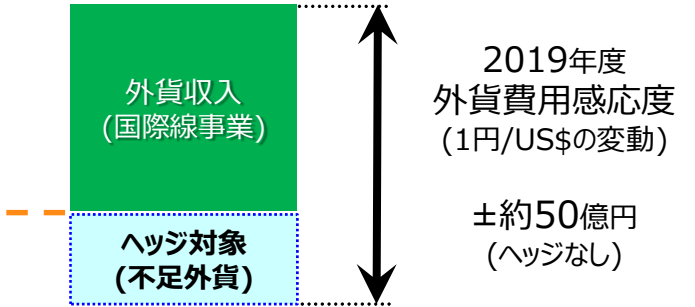 外貨収入
(国際線事業)
ヘッジ対象
(不足外貨)
2019年度
外貨費用感応度
(1円/US$の変動)
±約50億円
(ヘッジなし)